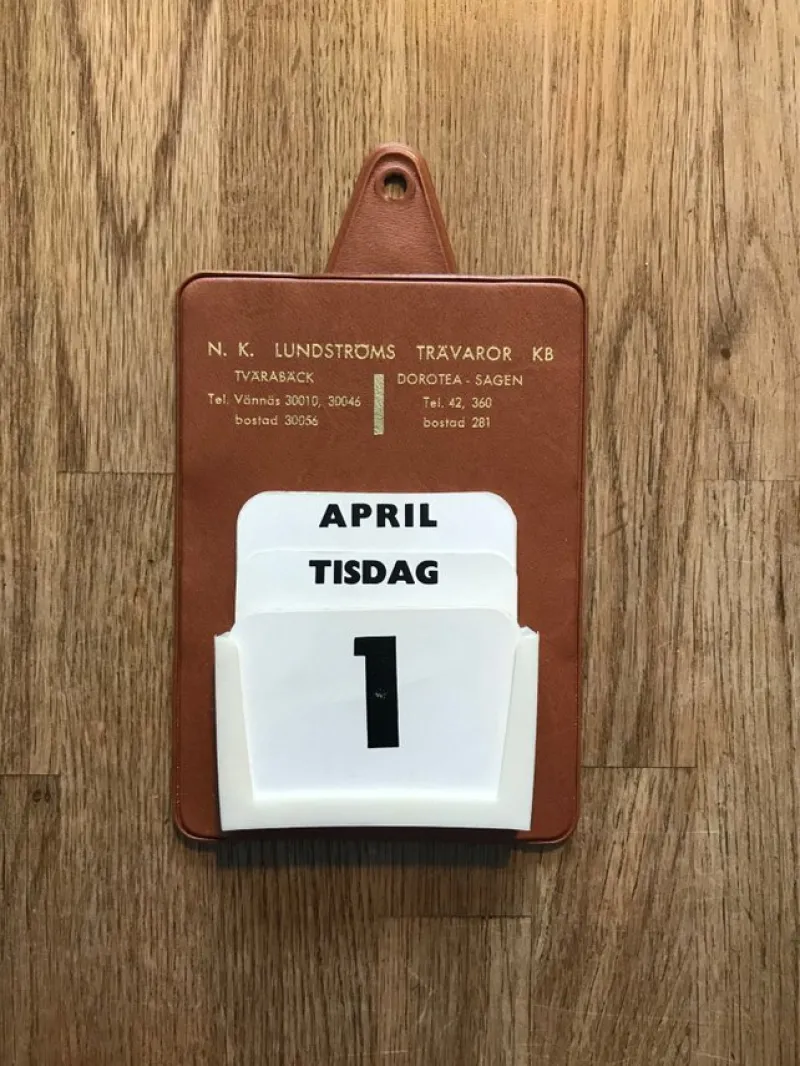 N. K. LUNDSTRÖMS TRÄVAROR KB
TVÄRABÄCK
Tel. Vännäs 30010, 30046
bostad 30056
DOROTEA - SAGEN
Tel. 42, 360
bostad 281
APRIL
TISDAG
1